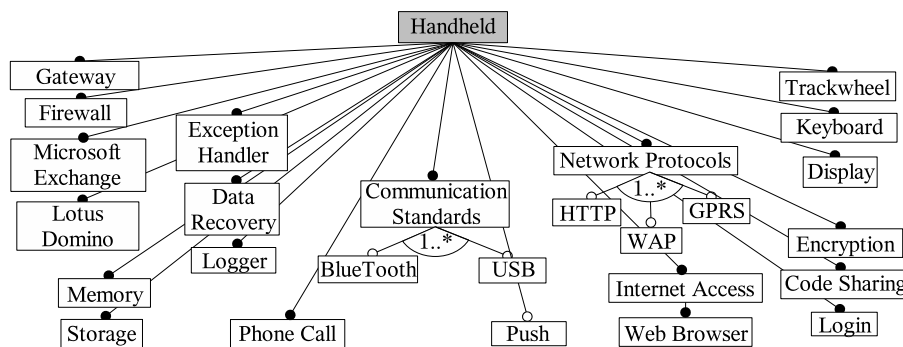 Handheld
Gateway
Trackwheel
Firewall
Exception
Handler
Keyboard
Microsoft
Exchange
Network Protocols
Display
Data
Recovery
Communication
Standards
1..*
Lotus
Domino
HTTP
GPRS
WAP
1..*
Encryption
Logger
BlueTooth
USB
Memory
Internet Access
Code Sharing
Storage
Phone Call
Push
Web Browser
Login